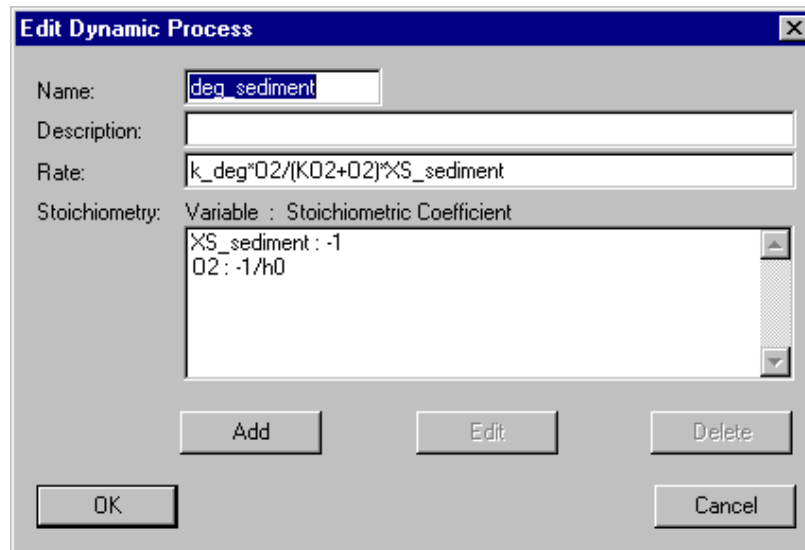 Edit Dynamic Process
Name: deg_sediment
Description:
Rate: k_deg*O2/(KO2+O2)*XS_sediment
Stoichiometry: Variable : Stoichiometric Coefficient
XS_sediment : -1
O2 : -1/h0
Add Edit Delete
OK Cancel